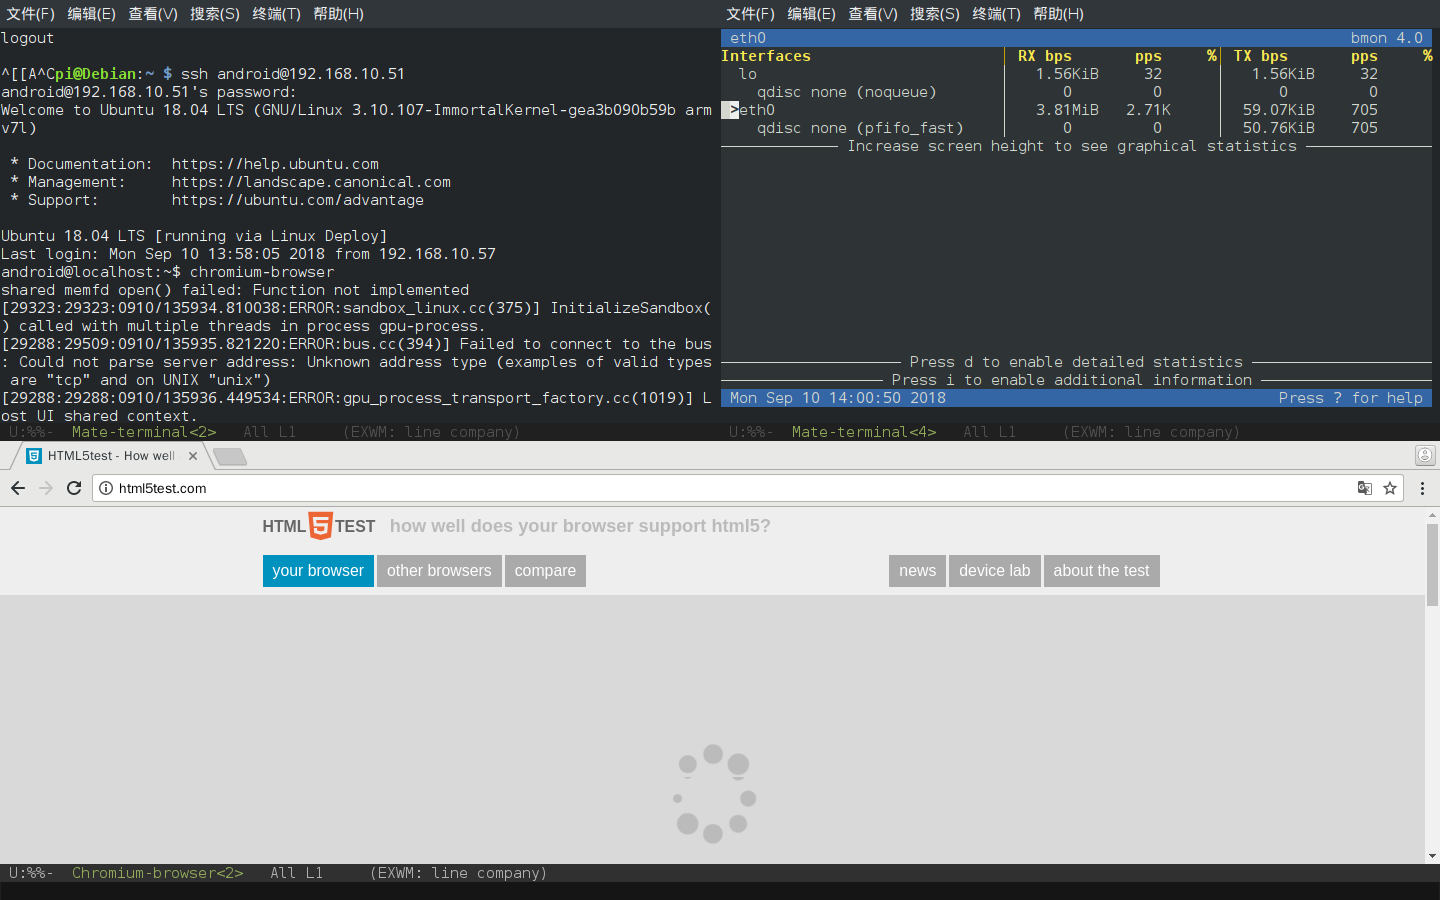 文件(F) 编辑(E) 查看(V) 搜索(S) 终端(T) 帮助(H)
logout
^[[A^Cpi@Debian:~ $ ssh android@192.168.10.51
android@192.168.10.51's password:
Welcome to Ubuntu 18.04 LTS (GNU/Linux 3.10.107-ImmortalKernel-gea3b090b59b arm
v7l)
* Documentation: https://help.ubuntu.com
* Management: https://landscape.canonical.com
* Support: https://ubuntu.com/advantage
Ubuntu 18.04 LTS [running via Linux Deploy]
Last login: Mon Sep 10 13:58:05 2018 from 192.168.10.57
android@localhost:~$ chromium-browser
shared memfd open() failed: Function not implemented
[29323:29323:0910/135934.810038:ERROR:sandbox_linux.cc(375)] InitializeSandbox(
) called with multiple threads in process gpu-process.
[29288:29509:0910/135935.821220:ERROR:bus.cc(394)] Failed to connect to the bus
: Could not parse server address: Unknown address type (examples of valid types
are "tcp" and on UNIX "unix")
[29288:29288:0910/135936.449534:ERROR:gpu_process_transport_factory.cc(1019)] L
ost UI shared context.
U:%%- Mate-terminal<2> All L1 (EXWM: line company)
文件(F) 编辑(E) 查看(V) 搜索(S) 终端(T) 帮助(H)
eth0 bmon 4.0
Interfaces RX bps pps % TX bps pps %
lo 1.56KiB 32 1.56KiB 32
qdisc none (noqueue) 0 0 0 0
>eth0 3.81MiB 2.71K 59.07KiB 705
qdisc none (pfifo_fast) 0 0 50.76KiB 705
Increase screen height to see graphical statistics
Press d to enable detailed statistics
Press i to enable additional information
Mon Sep 10 14:00:50 2018 Press ? for help
U:%%- Mate-terminal<4> All L1 (EXWM: line company)
HTML5test - How well
html5test.com
HTML5TEST how well does your browser support html5?
your browser other browsers compare news device lab about the test
U:%%- Chromium-browser<2> All L1 (EXWM: line company)